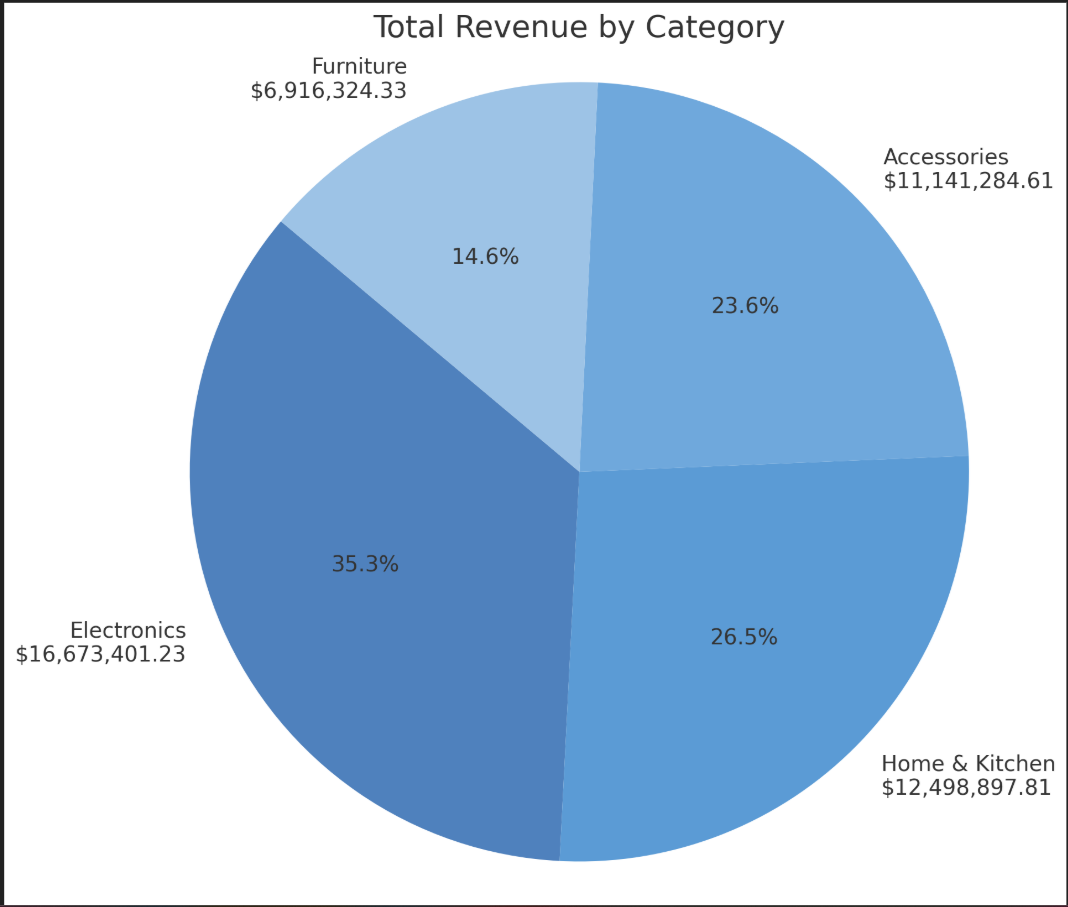 Total Revenue by Category
Furniture
$6,916,324.33
Accessories
$11,141,284.61
14.6%
23.6%
35.3%
26.5%
Electronics
$16,673,401.23
Home & Kitchen
$12,498,897.81